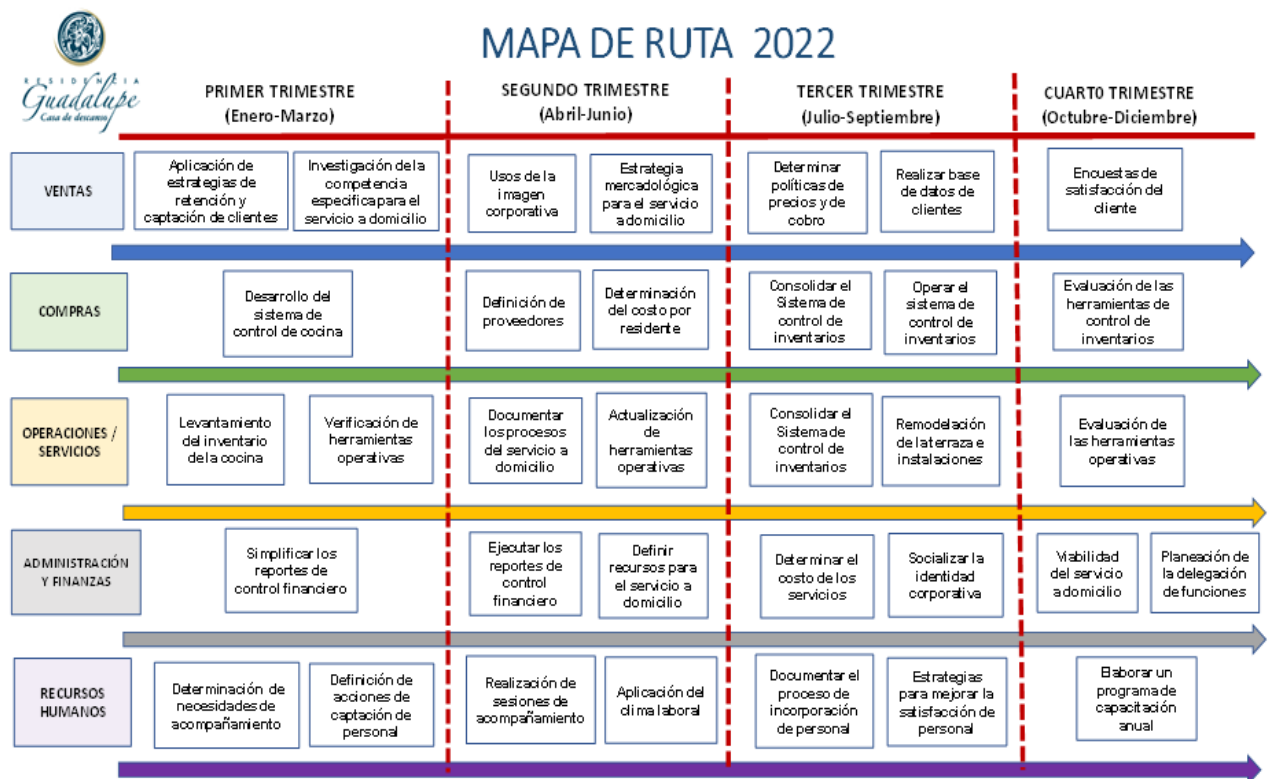 MAPA DE RUTA 2022
RESIDENCIA
Guadalupe
Casa de descanso
PRIMER TRIMESTRE
(Enero-Marzo)
SEGUNDO TRIMESTRE
(Abril-Junio)
TERCER TRIMESTRE
(Julio-Septiembre)
CUARTO TRIMESTRE
(Octubre-Diciembre)
VENTAS
Aplicación de
estrategias de
retención y
captación de clientes
Investigación de la
competencia
especifica para el
servicio a domicilio
Usos de la
imagen
corporativa
Estrategia
mercadológica
para el servicio
a domicilio
Determinar
políticas de
precios y de
cobro
Realizar base
de datos de
clientes
Encuestas de
satisfacción del
cliente
COMPRAS
Desarrollo del
sistema de
control de cocina
Definición de
proveedores
Determinación
del costo por
residente
Consolidar el
Sistema de
control de
inventarios
Operar el
sistema de
control de
inventarios
Evaluación de las
herramientas de
control de
inventarios
OPERACIONES /
SERVICIOS
Levantamiento
del inventario
de la cocina
Verificación de
herramientas
operativas
Documentar
los procesos
del servicio a
domicilio
Actualización
de
herramientas
operativas
Consolidar el
Sistema de
control de
inventarios
Remodelación
de la terraza e
instalaciones
Evaluación de
las herramientas
operativas
ADMINISTRACIÓN
Y FINANZAS
Simplificar los
reportes de
control financiero
Ejecutar los
reportes de
control
financiero
Definir
recursos para
el servicio a
domicilio
Determinar el
costo de los
servicios
Socializar la
identidad
corporativa
Viabilidad
del servicio
a domicilio
Planeación de
la delegación
de funciones
RECURSOS
HUMANOS
Determinación de
necesidades de
acompañamiento
Definición de
acciones de
captación de
personal
Realización de
sesiones de
acompañamiento
Aplicación del
clima laboral
Documentar el
proceso de
incorporación
de personal
Estrategias
para mejorar la
satisfacción de
personal
Elaborar un
programa de
capacitación
anual